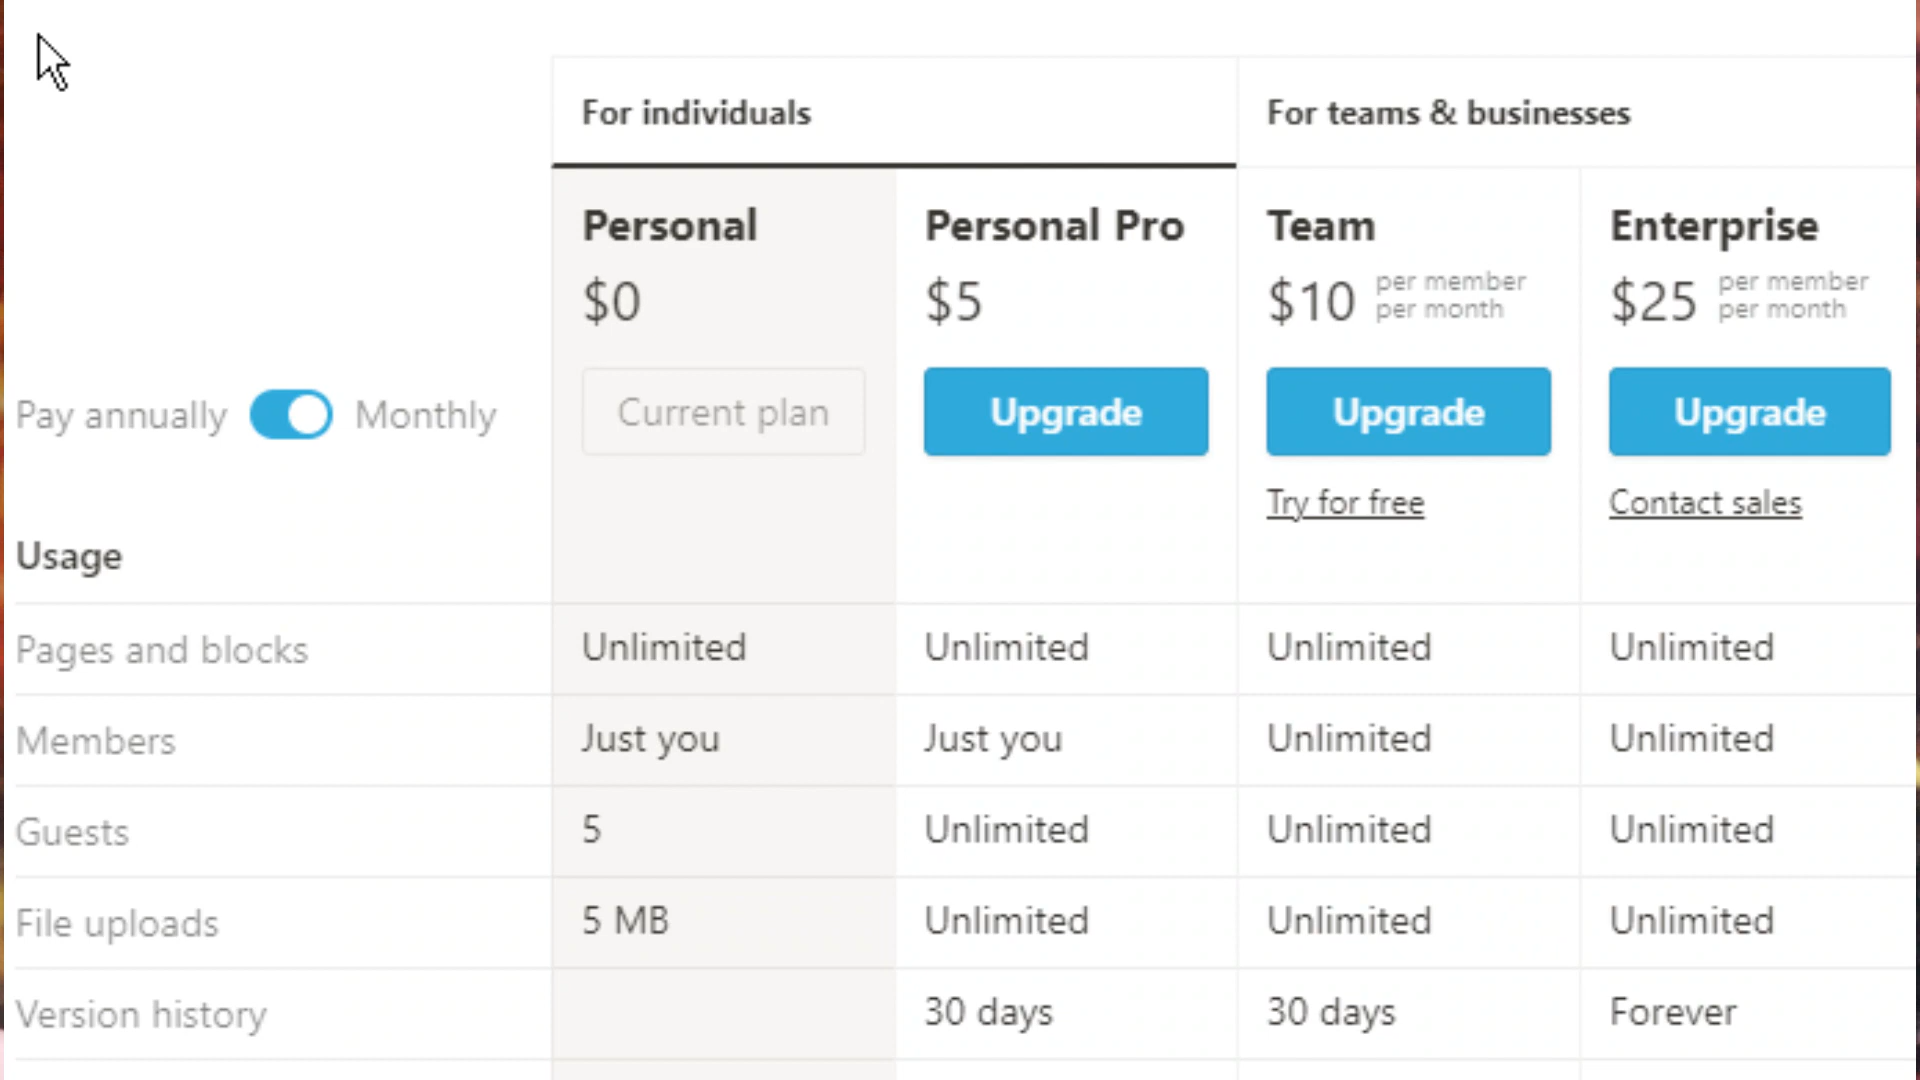 For individuals
For teams & businesses
Personal
Personal Pro
Team
Enterprise
$0
$5
$10 per member per month
$25 per member per month
Pay annually
Monthly
Current plan
Upgrade
Upgrade
Upgrade
Try for free
Contact sales
Usage
Pages and blocks Unlimited Unlimited Unlimited Unlimited
Members Just you Just you Unlimited Unlimited
Guests 5 Unlimited Unlimited Unlimited
File uploads 5 MB Unlimited Unlimited Unlimited
Version history 30 days 30 days Forever